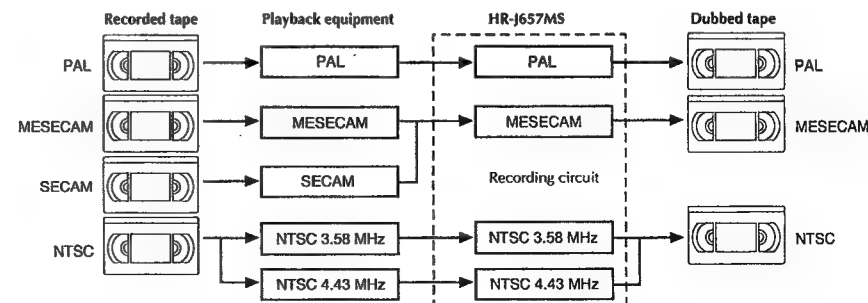 Recorded tape Playback equipment HR-J657MS Dubbed tape
PAL PAL PAL PAL
MESECAM MESECAM MESECAM MESECAM
SECAM SECAM Recording circuit
NTSC NTSC 3.58 MHz NTSC 3.58 MHz NTSC
NTSC 4.43 MHz NTSC 4.43 MHz